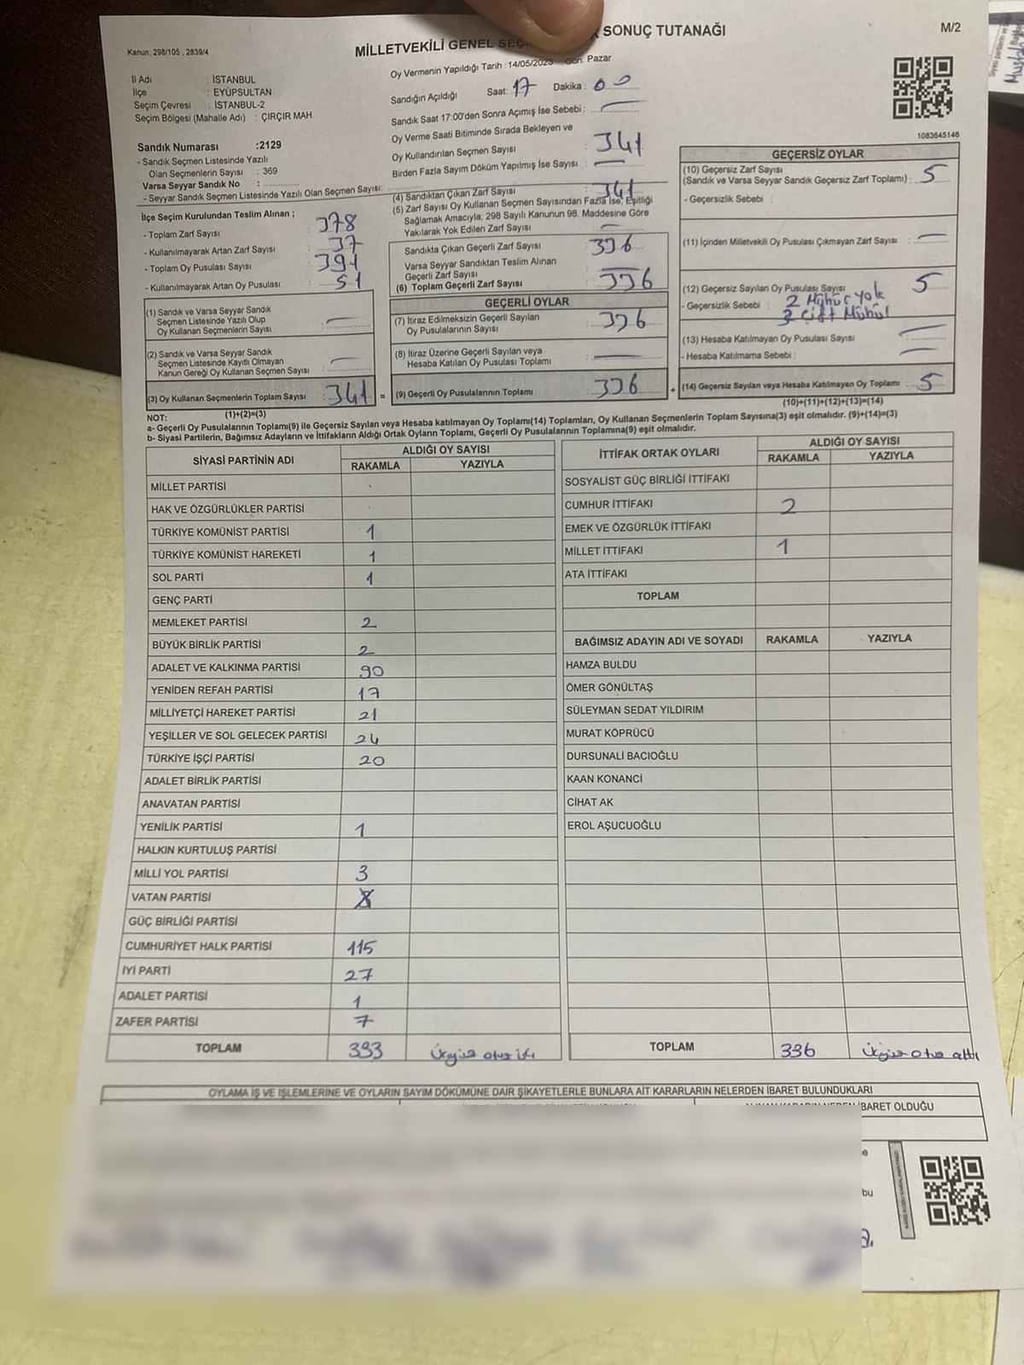 Kanun: 298/105 , 2839/4
MİLLETVEKİLİ GENEL SEÇ
SONUÇ TUTANAĞI
M/2
İl Adı : İSTANBUL
İlçe : EYÜPSULTAN
Seçim Çevresi : İSTANBUL-2
Seçim Bölgesi (Mahalle Adı) : ÇIRÇIR MAH
Oy Vermenin Yapıldığı Tarih :14/05/2023 Gün: Pazar
Sandığın Açıldığı Saat: 17 Dakika : 00
Sandık Saat 17:00'den Sonra Açımış İse Sebebi:
Oy Verme Saati Bitiminde Sırada Bekleyen ve
Oy Kullandırılan Seçmen Sayısı : 341
Birden Fazla Sayım Döküm Yapılmış İse Sayısı :
1083645146
Sandık Numarası :2129
- Sandık Seçmen Listesinde Yazılı
Olan Seçmenlerin Sayısı : 369
Varsa Seyyar Sandık No :
- Seyyar Sandık Seçmen Listesinde Yazılı Olan Seçmen Sayısı:
İlçe Seçim Kurulundan Teslim Alınan ;
- Toplam Zarf Sayısı : 378
- Kullanılmayarak Artan Zarf Sayısı : 37
- Toplam Oy Pusulası Sayısı : 391
- Kullanılmayarak Artan Oy Pusulası : 51
(1) Sandık ve Varsa Seyyar Sandık
Seçmen Listesinde Yazılı Olup
Oy Kullanan Seçmenlerin Sayısı :
(2) Sandık ve Varsa Seyyar Sandık
Seçmen Listesinde Kayıtlı Olmayan
Kanun Gereği Oy Kullanan Seçmen Sayısı :
(3) Oy Kullanan Seçmenlerin Toplam Sayısı : 341 =
(1)+(2)=(3)
(4) Sandıktan Çıkan Zarf Sayısı : 341
(5) Zarf Sayısı Oy Kullanan Seçmen Sayısından Fazla İse, Eşitliği
Sağlamak Amacıyla; 298 Sayılı Kanunun 98. Maddesine Göre
Yakılarak Yok Edilen Zarf Sayısı :
Sandıkta Çıkan Geçerli Zarf Sayısı : 336
Varsa Seyyar Sandıktan Teslim Alınan
Geçerli Zarf Sayısı :
(6) Toplam Geçerli Zarf Sayısı : 336
GEÇERLİ OYLAR
(7) İtiraz Edilmeksizin Geçerli Sayılan
Oy Pusulalarının Sayısı : 336
(8) İtiraz Üzerine Geçerli Sayılan veya
Hesaba Katılan Oy Pusulası Toplamı :
(9) Geçerli Oy Pusulalarının Toplamı : 336 +
GEÇERSİZ OYLAR
(10) Geçersiz Zarf Sayısı
(Sandık ve Varsa Seyyar Sandık Geçersiz Zarf Toplamı) : 5
- Geçersizlik Sebebi :
(11) İçinden Milletvekili Oy Pusulası Çıkmayan Zarf Sayısı :
(12) Geçersiz Sayılan Oy Pusulası Sayısı : 5
- Geçersizlik Sebebi : 2 Mühür yok
3 Çift Mühür
(13) Hesaba Katılmayan Oy Pusulası Sayısı :
- Hesaba Katılmama Sebebi :
(14) Geçersiz Sayılan veya Hesaba Katılmayan Oy Toplamı : 5
(10)+(11)+(12)+(13)=(14)
NOT:
a- Geçerli Oy Pusulalarının Toplamı(9) ile Geçersiz Sayılan veya Hesaba katılmayan Oy Toplamı(14) Toplamları, Oy Kullanan Seçmenlerin Toplam Sayısına(3) eşit olmalıdır. (9)+(14)=(3)
b- Siyasi Partilerin, Bağımsız Adayların ve İttifakların Aldığı Ortak Oyların Toplamı, Geçerli Oy Pusulalarının Toplamına(9) eşit olmalıdır.
SİYASİ PARTİNİN ADI
ALDIĞI OY SAYISI
RAKAMLA YAZIYLA
MİLLET PARTİSİ
HAK VE ÖZGÜRLÜKLER PARTİSİ
TÜRKİYE KOMÜNİST PARTİSİ 1
TÜRKİYE KOMÜNİST HAREKETİ 1
SOL PARTİ 1
GENÇ PARTİ
MEMLEKET PARTİSİ 2
BÜYÜK BİRLİK PARTİSİ 2
ADALET VE KALKINMA PARTİSİ 90
YENİDEN REFAH PARTİSİ 17
MİLLİYETÇİ HAREKET PARTİSİ 21
YEŞİLLER VE SOL GELECEK PARTİSİ 24
TÜRKİYE İŞÇİ PARTİSİ 20
ADALET BİRLİK PARTİSİ
ANAVATAN PARTİSİ
YENİLİK PARTİSİ 1
HALKIN KURTULUŞ PARTİSİ
MİLLİ YOL PARTİSİ 3
VATAN PARTİSİ
GÜÇ BİRLİĞİ PARTİSİ
CUMHURİYET HALK PARTİSİ 115
İYİ PARTİ 27
ADALET PARTİSİ 1
ZAFER PARTİSİ 7
TOPLAM 333
İTTİFAK ORTAK OYLARI
ALDIĞI OY SAYISI
RAKAMLA YAZIYLA
SOSYALİST GÜÇ BİRLİĞİ İTTİFAKI
CUMHUR İTTİFAKI 2
EMEK VE ÖZGÜRLÜK İTTİFAKI
MİLLET İTTİFAKI 1
ATA İTTİFAKI
TOPLAM
BAĞIMSIZ ADAYIN ADI VE SOYADI RAKAMLA YAZIYLA
HAMZA BULDU
ÖMER GÖNÜLTAŞ
SÜLEYMAN SEDAT YILDIRIM
MURAT KÖPRÜCÜ
DURSUNALİ BACIOĞLU
KAAN KONANCİ
CİHAT AK
EROL AŞUCUOĞLU
TOPLAM 336 üçyüz otuz altı
OYLAMA İŞ VE İŞLEMLERİNE VE OYLARIN SAYIM DÖKÜMÜNE DAİR ŞİKAYETLERLE BUNLARA AİT KARARLARIN NELERDEN İBARET BULUNDUKLARI
İBARET OLDUĞU